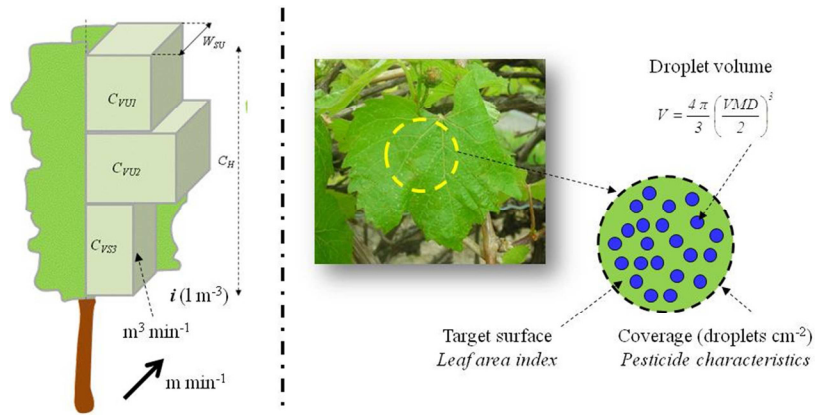 W_SU
C_VU1
C_VU2
C_H
C_VS3
i (l m⁻³)
m³ min⁻¹
m min⁻¹
Droplet volume
V = 4 π / 3 (VMD / 2)³
Target surface
Leaf area index
Coverage (droplets cm⁻²)
Pesticide characteristics